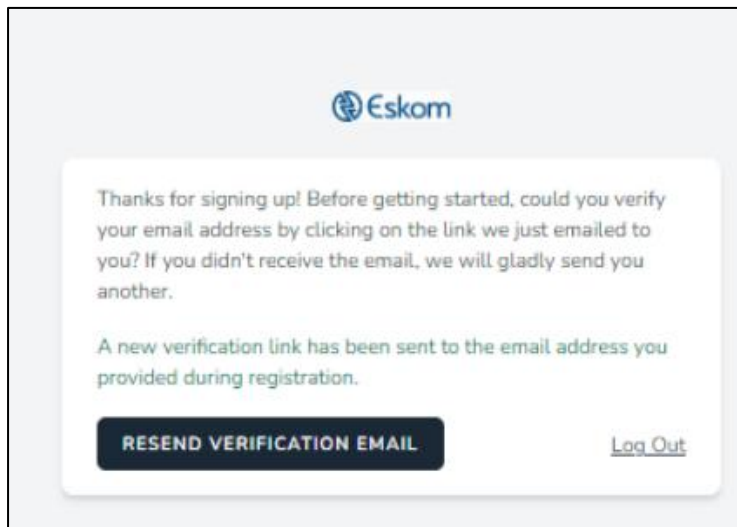 Eskom
Thanks for signing up! Before getting started, could you verify
your email address by clicking on the link we just emailed to
you? If you didn't receive the email, we will gladly send you
another.
A new verification link has been sent to the email address you
provided during registration.
RESEND VERIFICATION EMAIL
Log Out